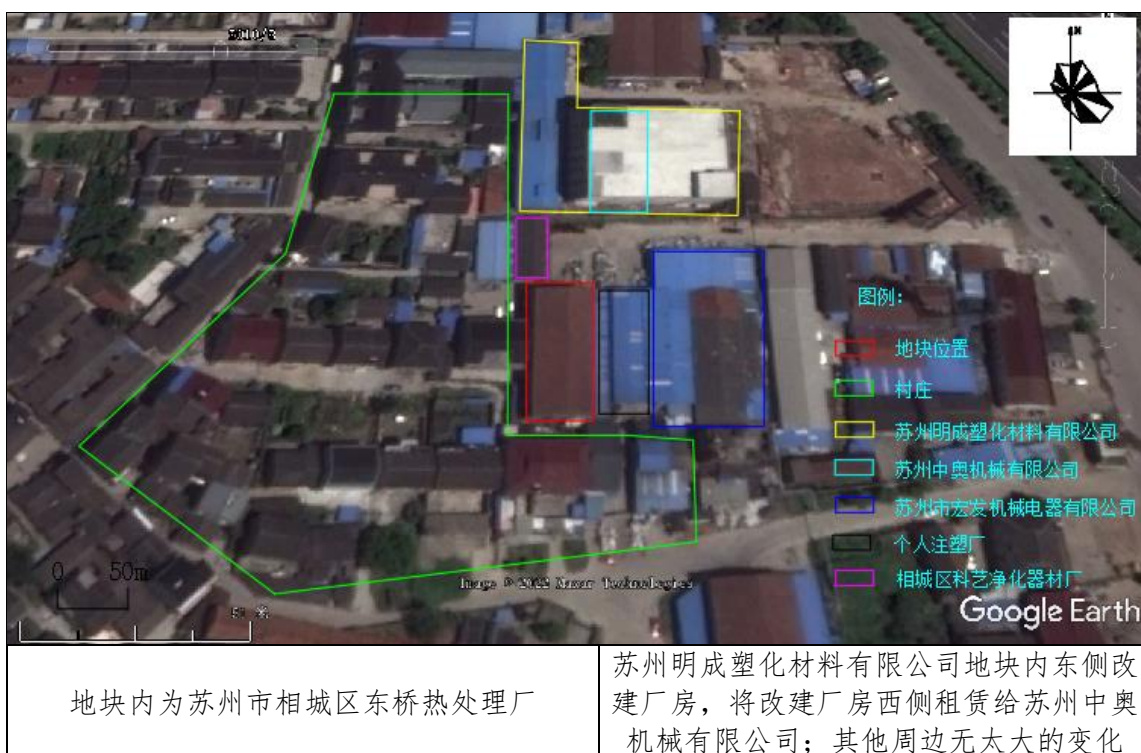 2010/2
N
图例：
地块位置
村庄
苏州明成塑化材料有限公司
苏州中奥机械有限公司
苏州市宏发机械电器有限公司
个人注塑厂
相城区科艺净化器材厂
0 50m
Image © 2022 Maxar Technologies
Google Earth
地块内为苏州市相城区东桥热处理厂
苏州明成塑化材料有限公司地块内东侧改
建厂房，将改建厂房西侧租赁给苏州中奥
机械有限公司；其他周边无太大的变化